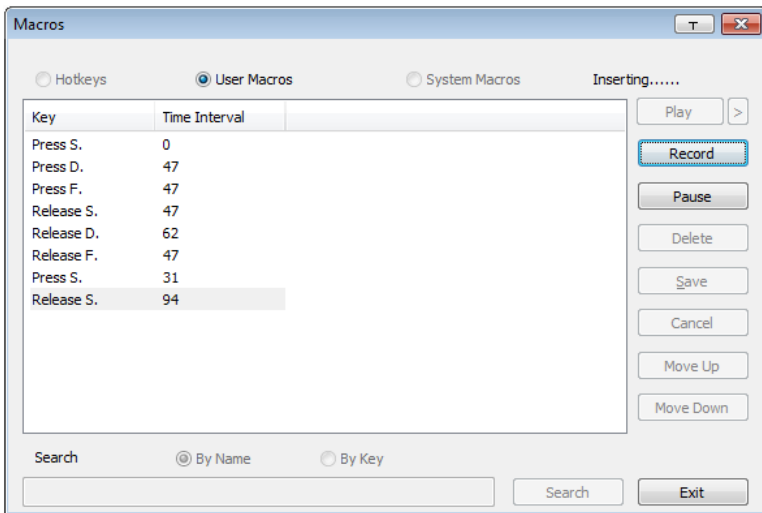 Macros
Hotkeys User Macros System Macros Inserting......
Key Time Interval Play >
Press S. 0
Press D. 47 Record
Press F. 47 Pause
Release S. 47
Release D. 62 Delete
Release F. 47
Press S. 31 Save
Release S. 94
Cancel
Move Up
Move Down
Search By Name By Key
Search Exit